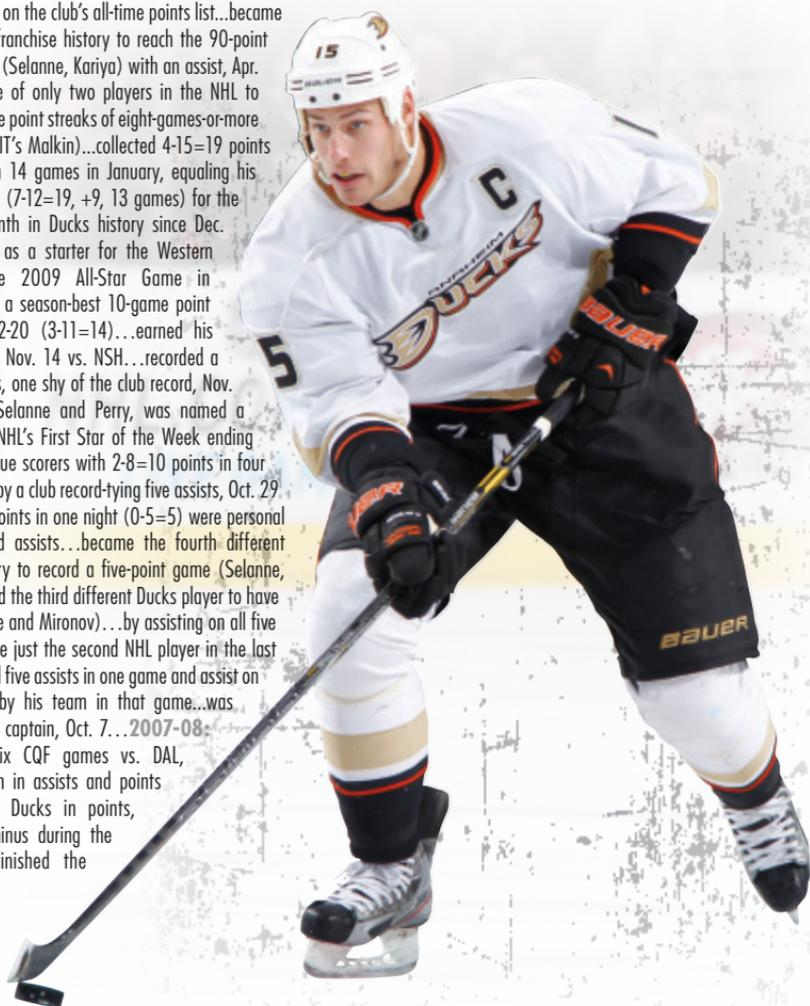 on the club's all-time points list...became
franchise history to reach the 90-point
(Selanne, Kariya) with an assist, Apr.
of only two players in the NHL to
point streaks of eight-games-or-more
Malkin)...collected 4-15=19 points
14 games in January, equaling his
(7-12=19, +9, 13 games) for the
in Ducks history since Dec.
as a starter for the Western
2009 All-Star Game in
a season-best 10-game point
(3-11=14)…earned his
Nov. 14 vs. NSH…recorded a
one shy of the club record, Nov.
Selanne and Perry, was named a
NHL's First Star of the Week ending
scorers with 2-8=10 points in four
by a club record-tying five assists, Oct. 29
points in one night (0-5=5) were personal
assists…became the fourth different
to record a five-point game (Selanne,
the third different Ducks player to have
and Mironov)…by assisting on all five
just the second NHL player in the last
five assists in one game and assist on
by his team in that game...was
captain, Oct. 7…2007-08:
CQF games vs. DAL,
in assists and points
Ducks in points,
during the
finished the
15
BAUER
C
ANAHEIM
DUCKS
5
BAUER
BAUER